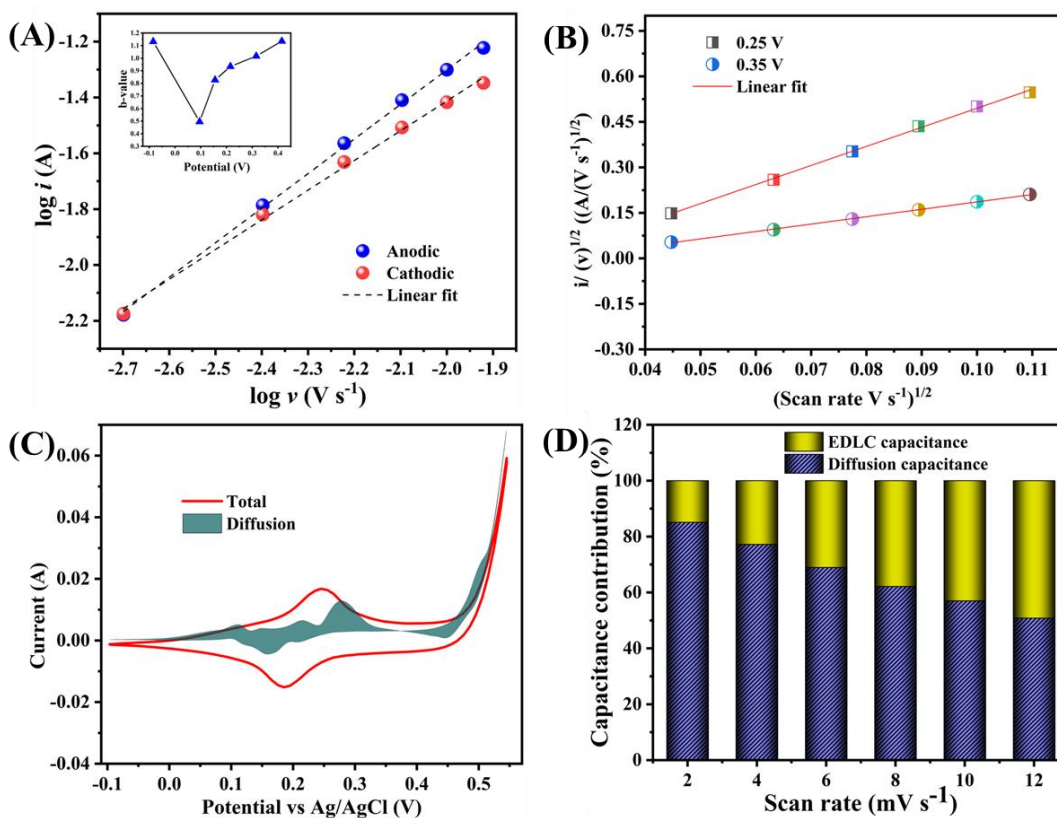 (A)
log i (A)
-1.2
-1.4
-1.6
-1.8
-2.0
-2.2
-2.7 -2.6 -2.5 -2.4 -2.3 -2.2 -2.1 -2.0 -1.9
log v (V s-1)
b-value
1.2
1.1
1.0
0.9
0.8
0.7
0.6
0.5
0.4
0.3
-0.1 0.0 0.1 0.2 0.3 0.4
Potential (V)
Anodic
Cathodic
Linear fit
(B)
i/ (v)1/2 ((A/(V s-1)1/2)
0.75
0.60
0.45
0.30
0.15
0.00
-0.15
-0.30
0.04 0.05 0.06 0.07 0.08 0.09 0.10 0.11
(Scan rate V s-1)1/2
0.25 V
0.35 V
Linear fit
(C)
Current (A)
0.06
0.04
0.02
0.00
-0.02
-0.04
-0.1 0.0 0.1 0.2 0.3 0.4 0.5
Potential vs Ag/AgCl (V)
Total
Diffusion
(D)
Capacitance contribution (%)
120
100
80
60
40
20
0
2 4 6 8 10 12
Scan rate (mV s-1)
EDLC capacitance
Diffusion capacitance